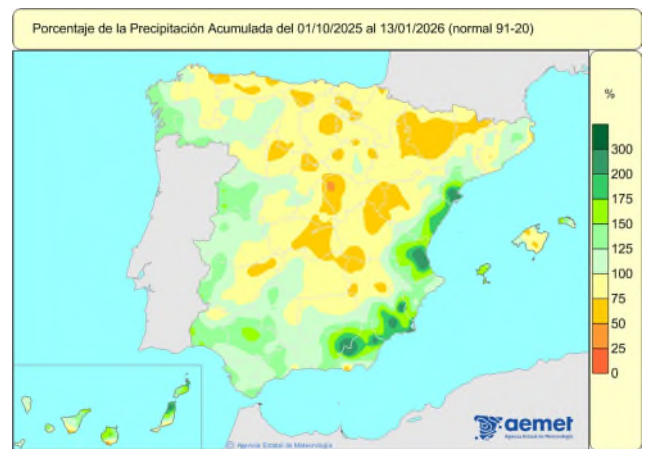 Porcentaje de la Precipitación Acumulada del 01/10/2025 al 13/01/2026 (normal 91-20)
%
300
200
175
150
125
100
75
50
25
0
aemet
Agencia Estatal de Meteorología
© Agencia Estatal de Meteorología